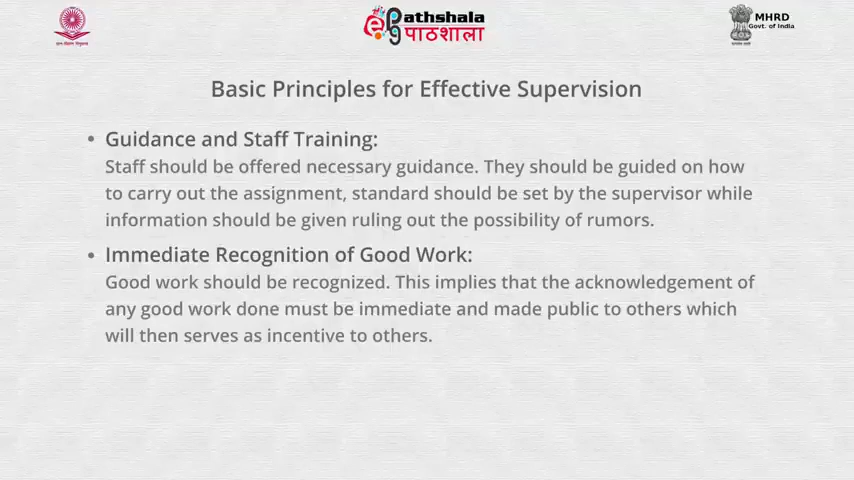 ePathshala
पाठशाला
MHRD
Govt. of India
Basic Principles for Effective Supervision
• Guidance and Staff Training:
Staff should be offered necessary guidance. They should be guided on how
to carry out the assignment, standard should be set by the supervisor while
information should be given ruling out the possibility of rumors.
• Immediate Recognition of Good Work:
Good work should be recognized. This implies that the acknowledgement of
any good work done must be immediate and made public to others which
will then serves as incentive to others.